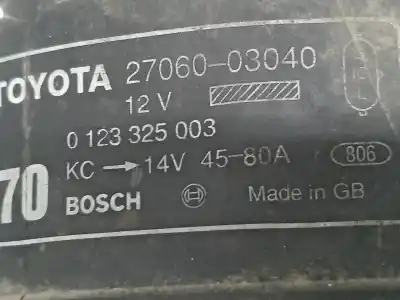 TOYOTA 27060-03040
12 V
0 123 325 003
70 KC → 14V 45-80A 806
BOSCH Made in GB